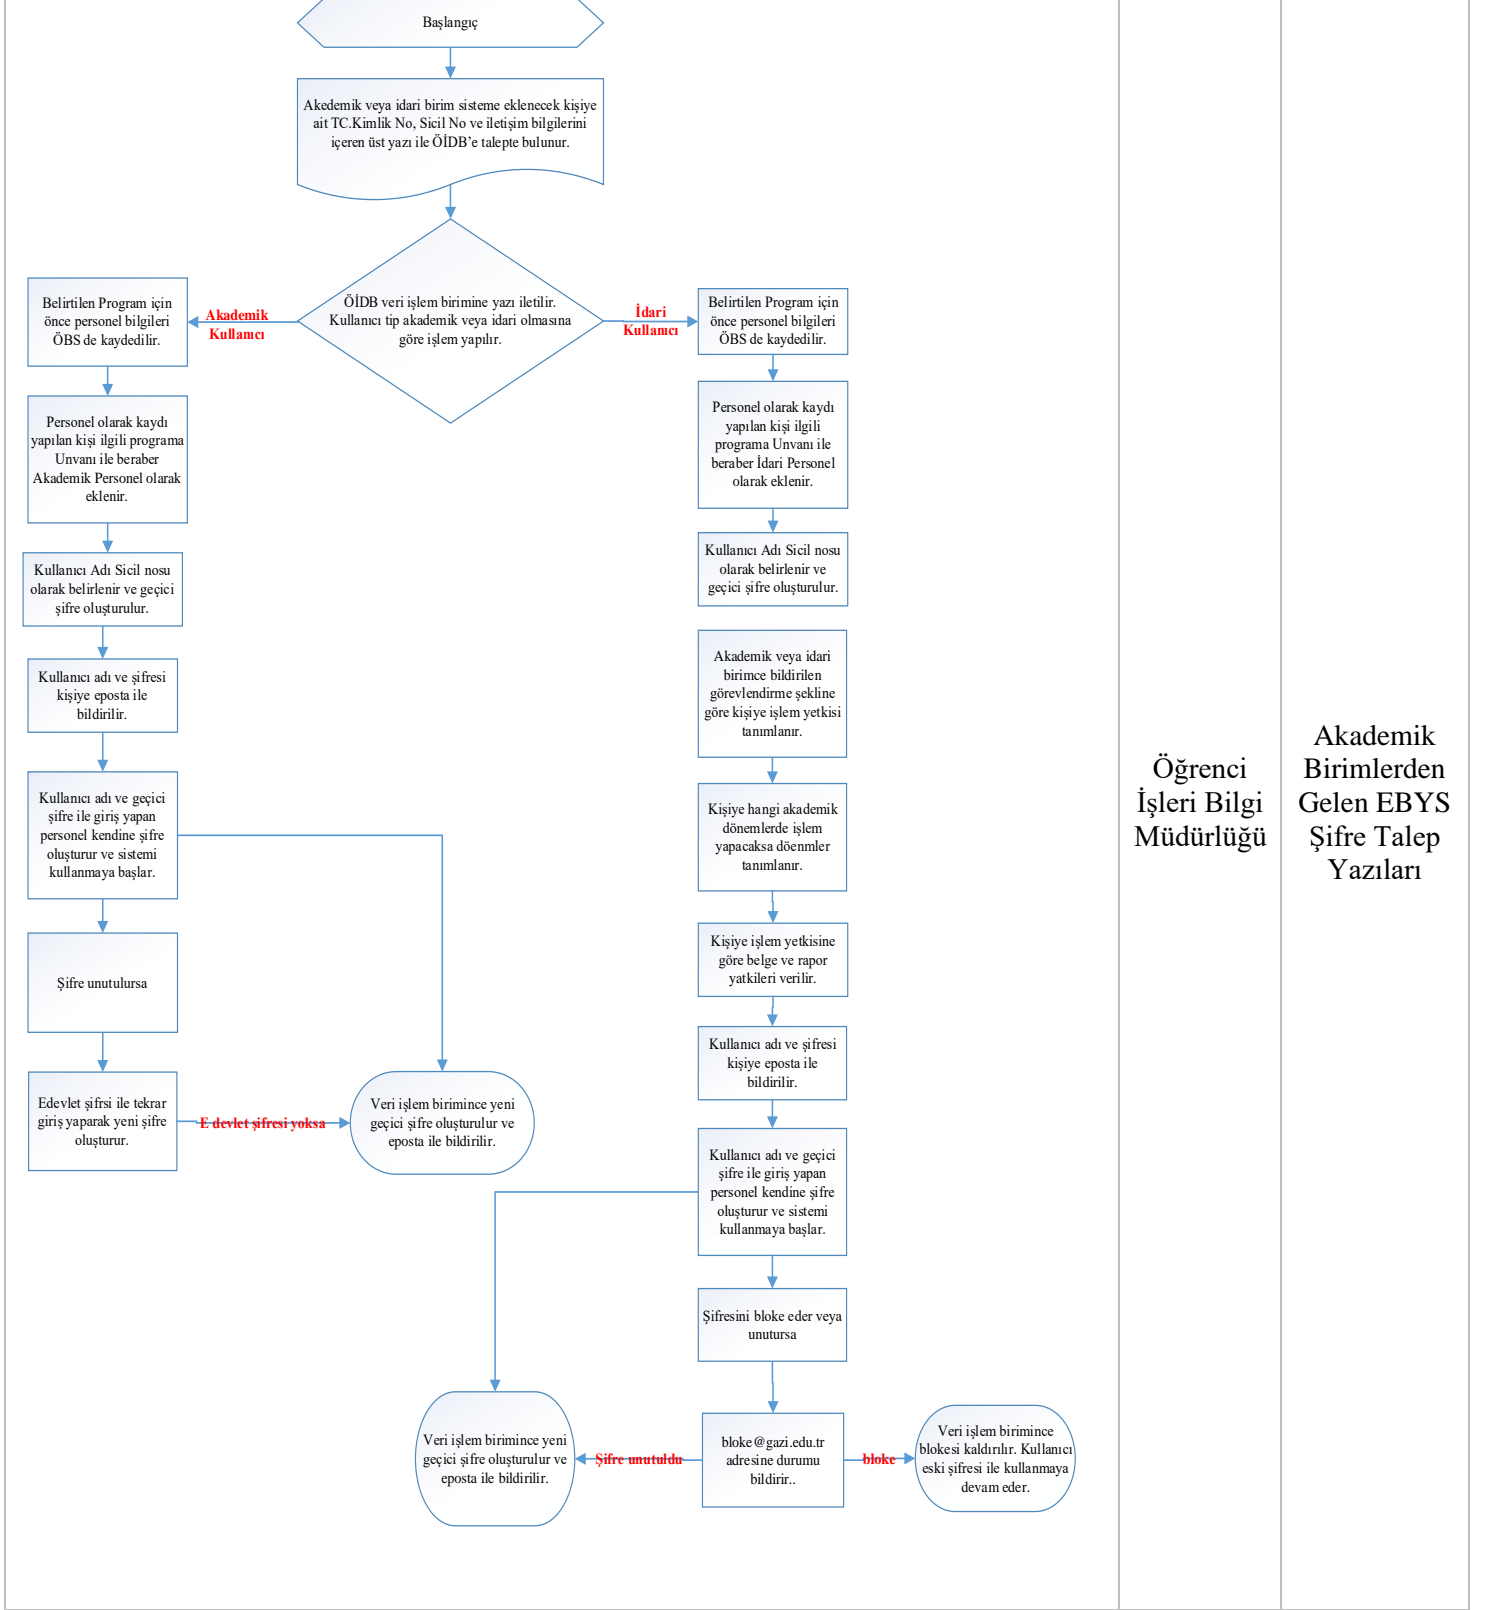 Başlangıç
Akedemik veya idari birim sisteme eklenecek kişiye
ait TC.Kimlik No, Sicil No ve iletişim bilgilerini
içeren üst yazı ile ÖİDB’e talepte bulunur.
ÖİDB veri işlem birimine yazı iletilir.
Kullanıcı tip akademik veya idari olmasına
göre işlem yapılır.
Akademik
Kullanıcı
İdari
Kullanıcı
Belirtilen Program için
önce personel bilgileri
ÖBS de kaydedilir.
Personel olarak kaydı
yapılan kişi ilgili programa
Unvanı ile beraber
Akademik Personel olarak
eklenir.
Kullanıcı Adı Sicil nosu
olarak belirlenir ve geçici
şifre oluşturulur.
Kullanıcı adı ve şifresi
kişiye eposta ile
bildirilir.
Kullanıcı adı ve geçici
şifre ile giriş yapan
personel kendine şifre
oluşturur ve sistemi
kullanmaya başlar.
Şifre unutulursa
Edevlet şifrsi ile tekrar
giriş yaparak yeni şifre
oluşturur.
E devlet şifresi yoksa
Veri işlem birimince yeni
geçici şifre oluşturulur ve
eposta ile bildirilir.
Belirtilen Program için
önce personel bilgileri
ÖBS de kaydedilir.
Personel olarak kaydı
yapılan kişi ilgili
programa Unvanı ile
beraber İdari Personel
olarak eklenir.
Kullanıcı Adı Sicil nosu
olarak belirlenir ve
geçici şifre oluşturulur.
Akademik veya idari
birimce bildirilen
görevlendirme şekline
göre kişiye işlem yetkisi
tanımlanır.
Kişiye hangi akademik
dönemlerde işlem
yapacaksa döenmler
tanımlanır.
Kişiye işlem yetkisine
göre belge ve rapor
yatkileri verilir.
Kullanıcı adı ve şifresi
kişiye eposta ile
bildirilir.
Kullanıcı adı ve geçici
şifre ile giriş yapan
personel kendine şifre
oluşturur ve sistemi
kullanmaya başlar.
Şifresini bloke eder veya
unutursa
bloke@gazi.edu.tr
adresine durumu
bildirir..
Şifre unutuldu
bloke
Veri işlem birimince yeni
geçici şifre oluşturulur ve
eposta ile bildirilir.
Veri işlem birimince
blokesi kaldırılır. Kullanıcı
eski şifresi ile kullanmaya
devam eder.
Öğrenci
İşleri Bilgi
Müdürlüğü
Akademik
Birimlerden
Gelen EBYS
Şifre Talep
Yazıları